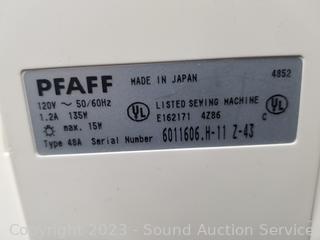 PFAFF MADE IN JAPAN 4852
120V ~ 50/60Hz
1.2A 135W LISTED SEWING MACHINE
max. 15W E162171 4Z86 C
Type 48A Serial Number 6011606.H-11 Z-43
Copyright 2023 - Sound Auction Service